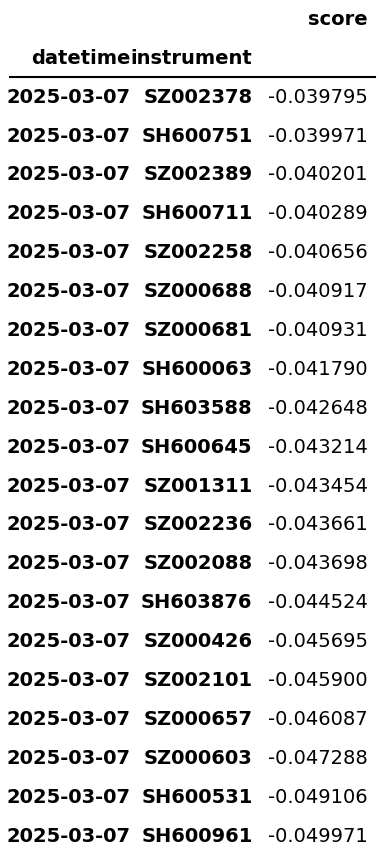 score
datetime instrument
2025-03-07 SZ002378 -0.039795
2025-03-07 SH600751 -0.039971
2025-03-07 SZ002389 -0.040201
2025-03-07 SH600711 -0.040289
2025-03-07 SZ002258 -0.040656
2025-03-07 SZ000688 -0.040917
2025-03-07 SZ000681 -0.040931
2025-03-07 SH600063 -0.041790
2025-03-07 SH603588 -0.042648
2025-03-07 SH600645 -0.043214
2025-03-07 SZ001311 -0.043454
2025-03-07 SZ002236 -0.043661
2025-03-07 SZ002088 -0.043698
2025-03-07 SH603876 -0.044524
2025-03-07 SZ000426 -0.045695
2025-03-07 SZ002101 -0.045900
2025-03-07 SZ000657 -0.046087
2025-03-07 SZ000603 -0.047288
2025-03-07 SH600531 -0.049106
2025-03-07 SH600961 -0.049971